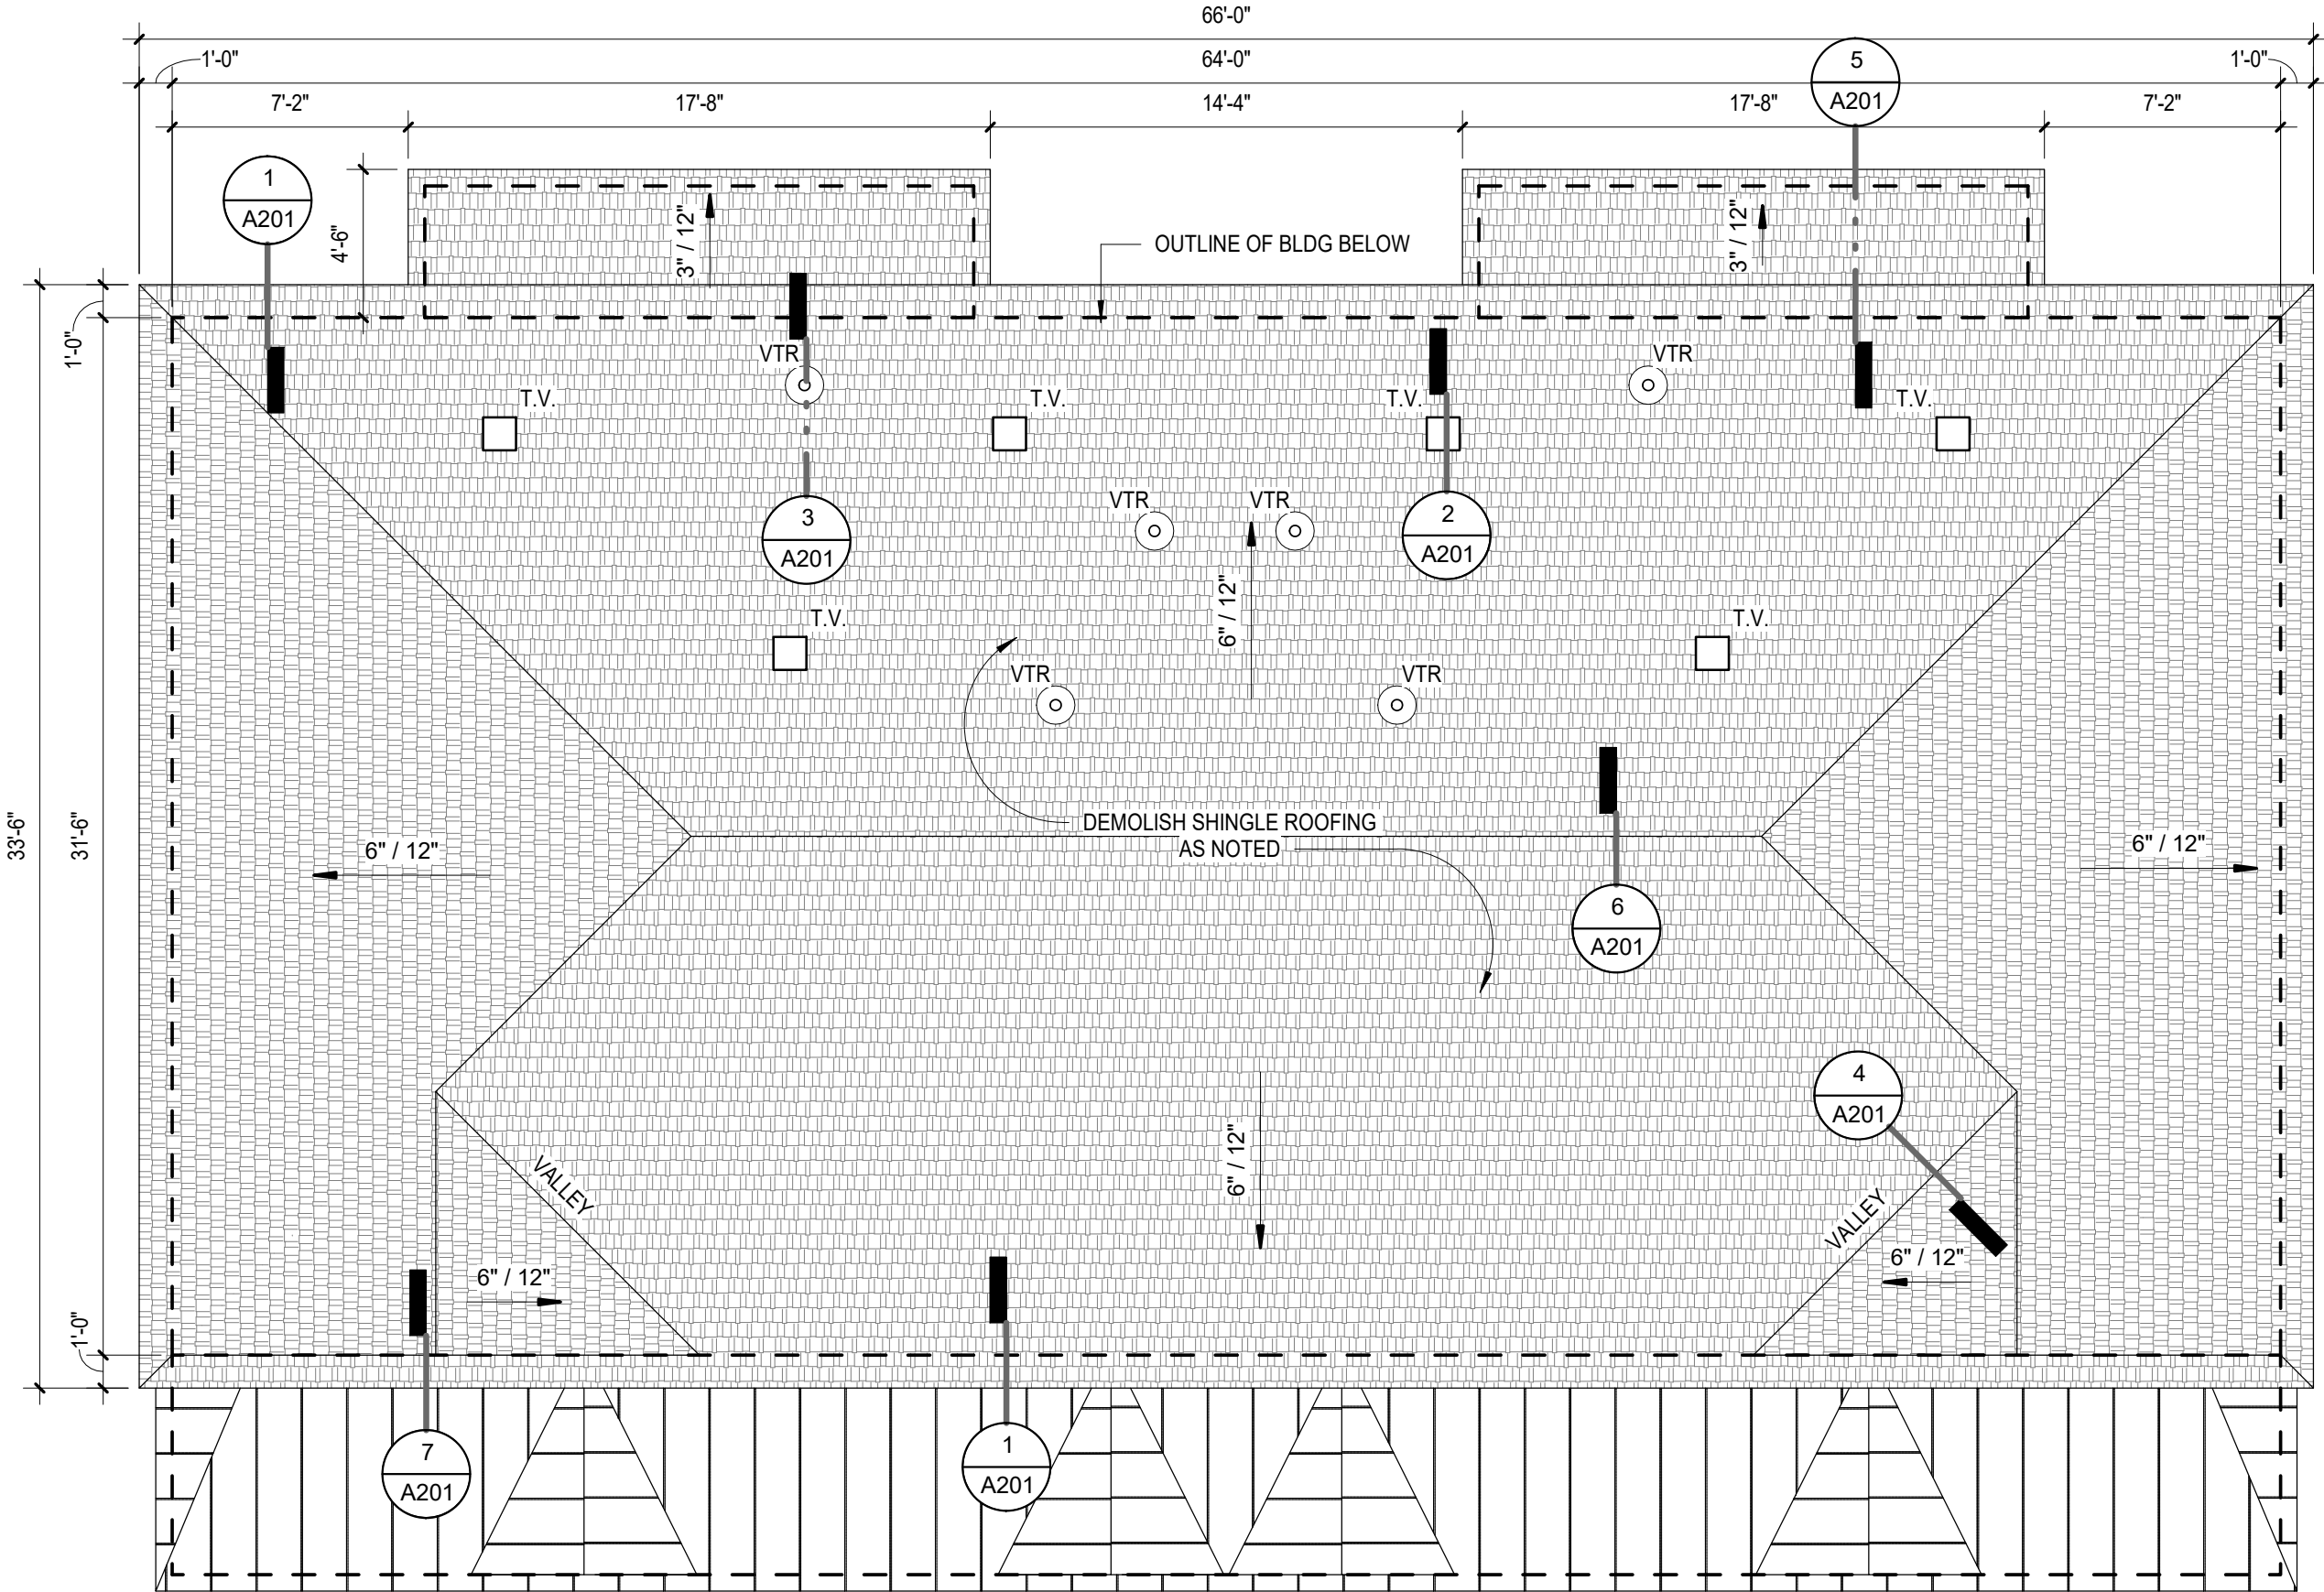 66'-0"
1'-0"
64'-0"
1'-0"
5
A201
7'-2"
17'-8"
14'-4"
17'-8"
7'-2"
1
A201
4'-6"
3" / 12"
OUTLINE OF BLDG BELOW
3" / 12"
1'-0"
VTR
VTR
T.V.
T.V.
T.V.
T.V.
3
A201
VTR
VTR
2
A201
6" / 12"
T.V.
T.V.
VTR
VTR
33'-6"
31'-6"
DEMOLISH SHINGLE ROOFING
AS NOTED
6" / 12"
6" / 12"
6
A201
4
A201
VALLEY
6" / 12"
VALLEY
6" / 12"
6" / 12"
1'-0"
7
A201
1
A201